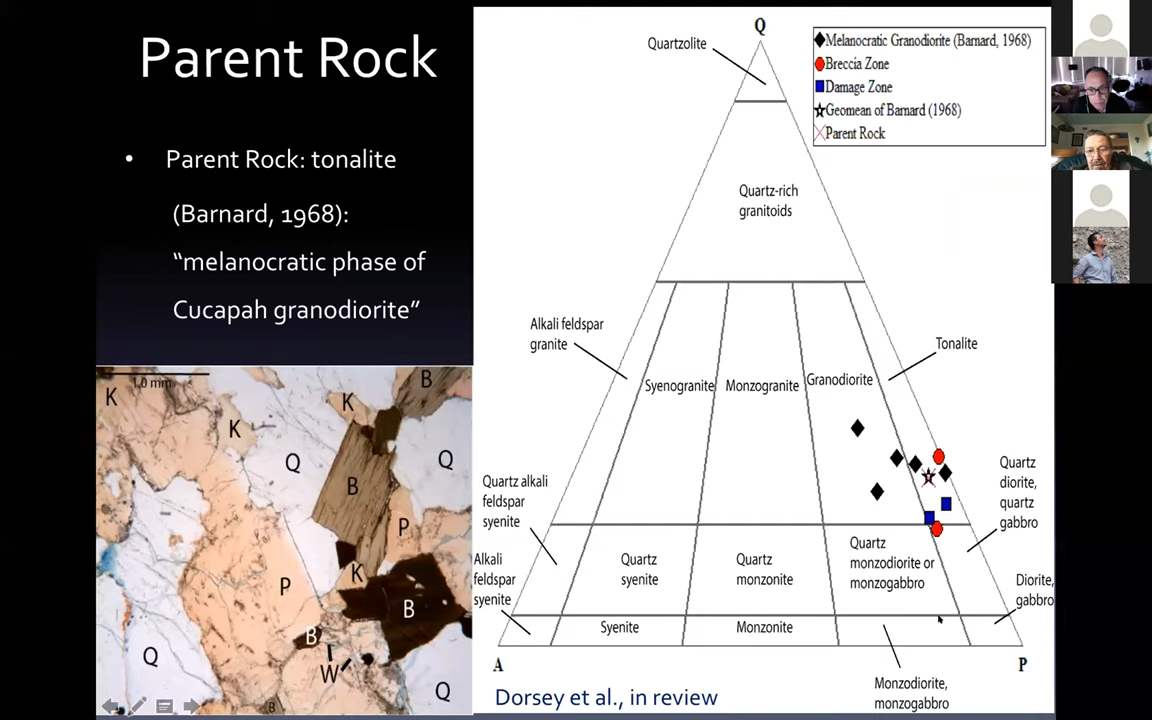 Parent Rock
• Parent Rock: tonalite
(Barnard, 1968):
“melanocratic phase of
Cucapah granodiorite”
1.0 mm
K
B
K
K
Q
Q
B
P
K
P
B
B
Q
W
Q
B
Q
Quartzolite
Melanocratic Granodiorite (Barnard, 1968)
Breccia Zone
Damage Zone
Geomean of Barnard (1968)
Parent Rock
Quartz-rich
granitoids
Alkali feldspar
granite
Tonalite
Syenogranite
Monzogranite
Granodiorite
Quartz alkali
feldspar
syenite
Quartz
diorite,
quartz
gabbro
Alkali
feldspar
syenite
Quartz
syenite
Quartz
monzonite
Quartz
monzodiorite or
monzogabbro
Diorite,
gabbro
Syenite
Monzonite
A
P
Monzodiorite,
monzogabbro
Dorsey et al., in review